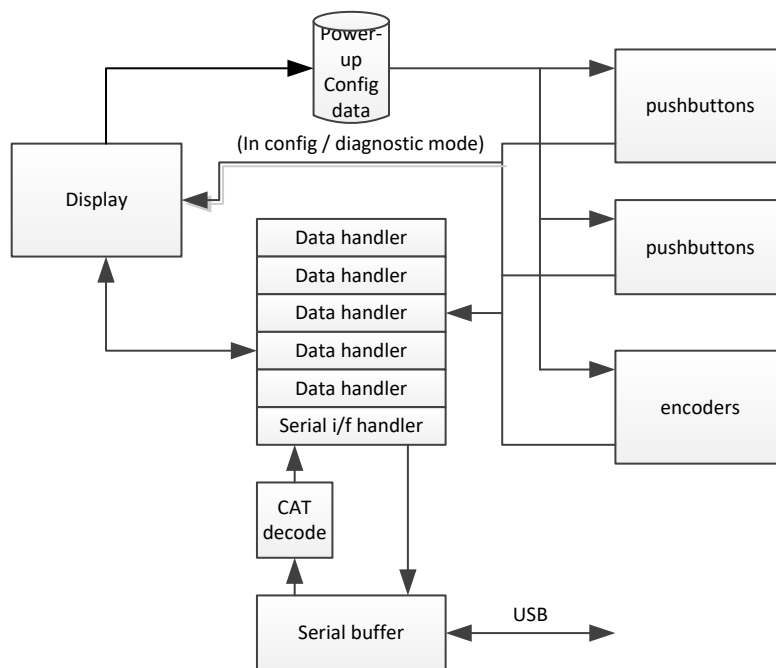 Power-
up
Config
data
pushbuttons
(In config / diagnostic mode)
Display
pushbuttons
Data handler
Data handler
Data handler
Data handler
Data handler
Serial i/f handler
encoders
CAT
decode
Serial buffer
USB